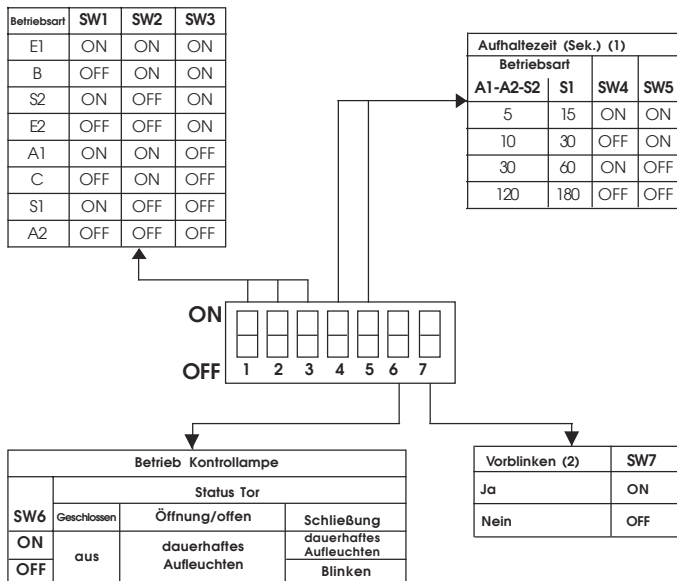 Betriebsart SW1 SW2 SW3
E1 ON ON ON
B OFF ON ON
S2 ON OFF ON
E2 OFF OFF ON
A1 ON ON OFF
C OFF ON OFF
S1 ON OFF OFF
A2 OFF OFF OFF
Aufhaltezeit (Sek.) (1)
Betriebsart
A1-A2-S2 S1 SW4 SW5
5 15 ON ON
10 30 OFF ON
30 60 ON OFF
120 180 OFF OFF
ON
OFF 1 2 3 4 5 6 7
Betrieb Kontrollampe
Status Tor
SW6 Geschlossen Öffnung/offen Schließung
ON aus dauerhaftes Aufleuchten dauerhaftes Aufleuchten
OFF Blinken
Vorblinken (2) SW7
Ja ON
Nein OFF